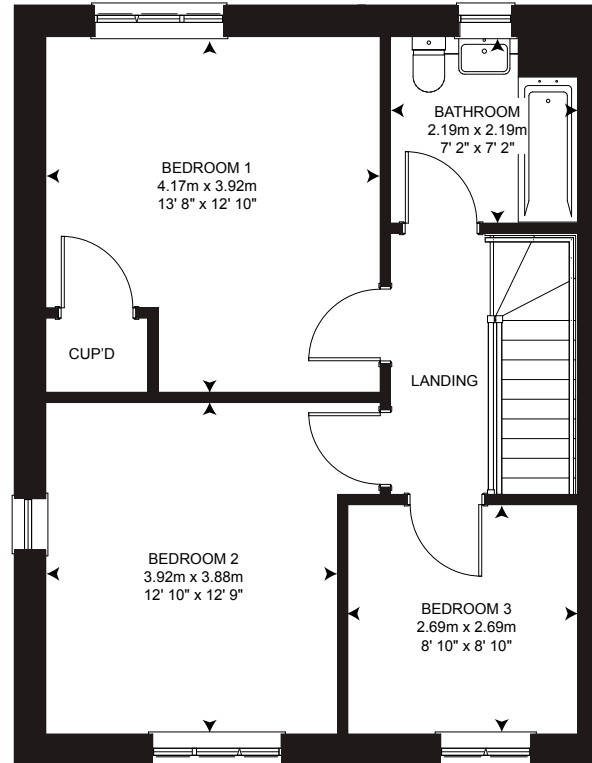 BATHROOM
2.19m x 2.19m
7' 2" x 7' 2"
BEDROOM 1
4.17m x 3.92m
13' 8" x 12' 10"
CUP'D
LANDING
BEDROOM 2
3.92m x 3.88m
12' 10" x 12' 9"
BEDROOM 3
2.69m x 2.69m
8' 10" x 8' 10"